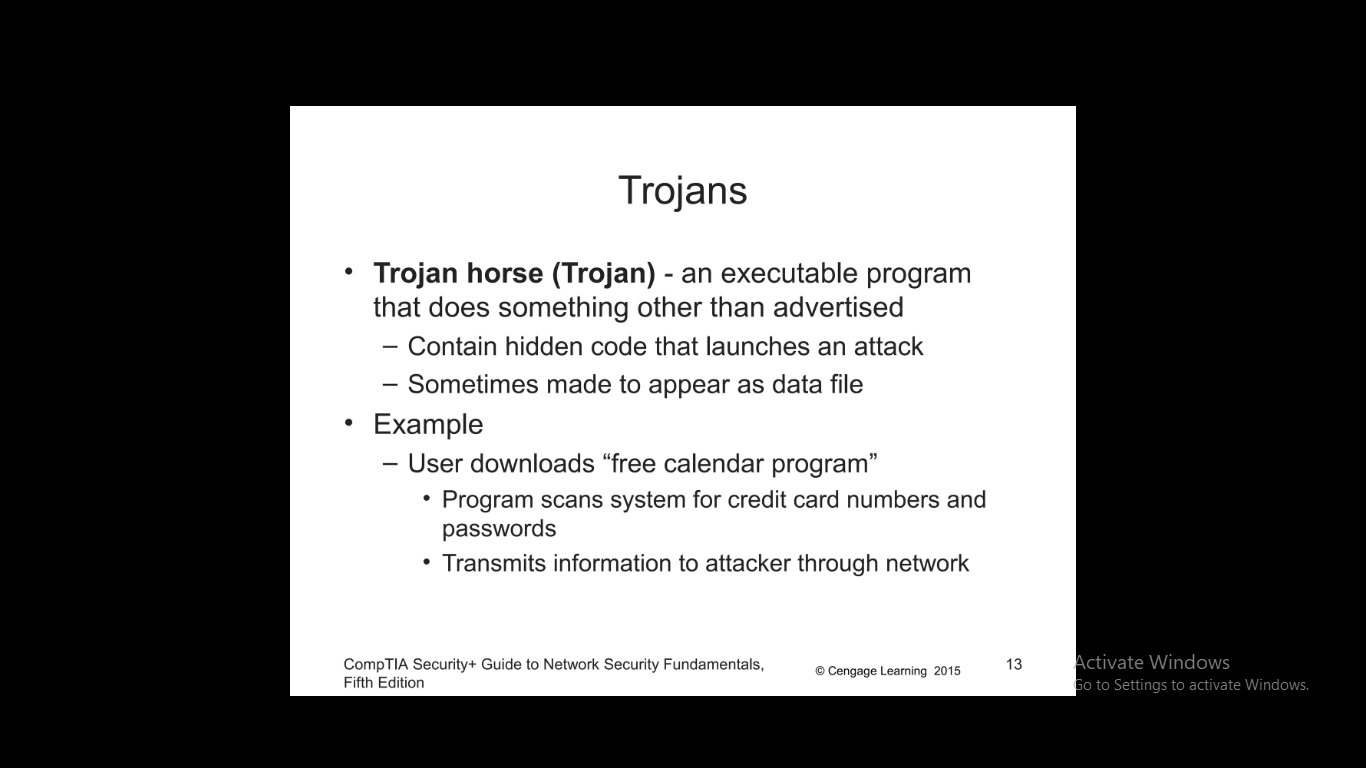 Trojans
• Trojan horse (Trojan) - an executable program
that does something other than advertised
– Contain hidden code that launches an attack
– Sometimes made to appear as data file
• Example
– User downloads “free calendar program”
• Program scans system for credit card numbers and
passwords
• Transmits information to attacker through network
CompTIA Security+ Guide to Network Security Fundamentals,
Fifth Edition
© Cengage Learning 2015
13
Activate Windows
Go to Settings to activate Windows.